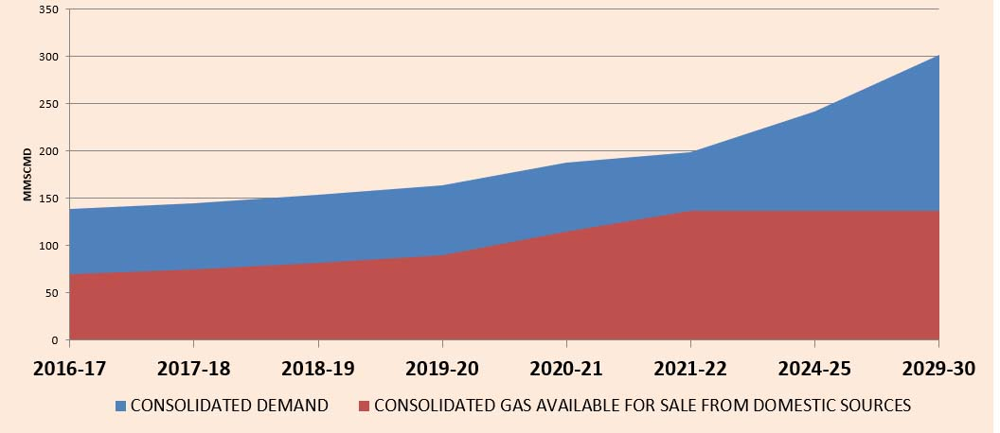 350
300
250
200
150
100
50
0
MMSCMD
2016-17 2017-18 2018-19 2019-20 2020-21 2021-22 2024-25 2029-30
CONSOLIDATED DEMAND CONSOLIDATED GAS AVAILABLE FOR SALE FROM DOMESTIC SOURCES